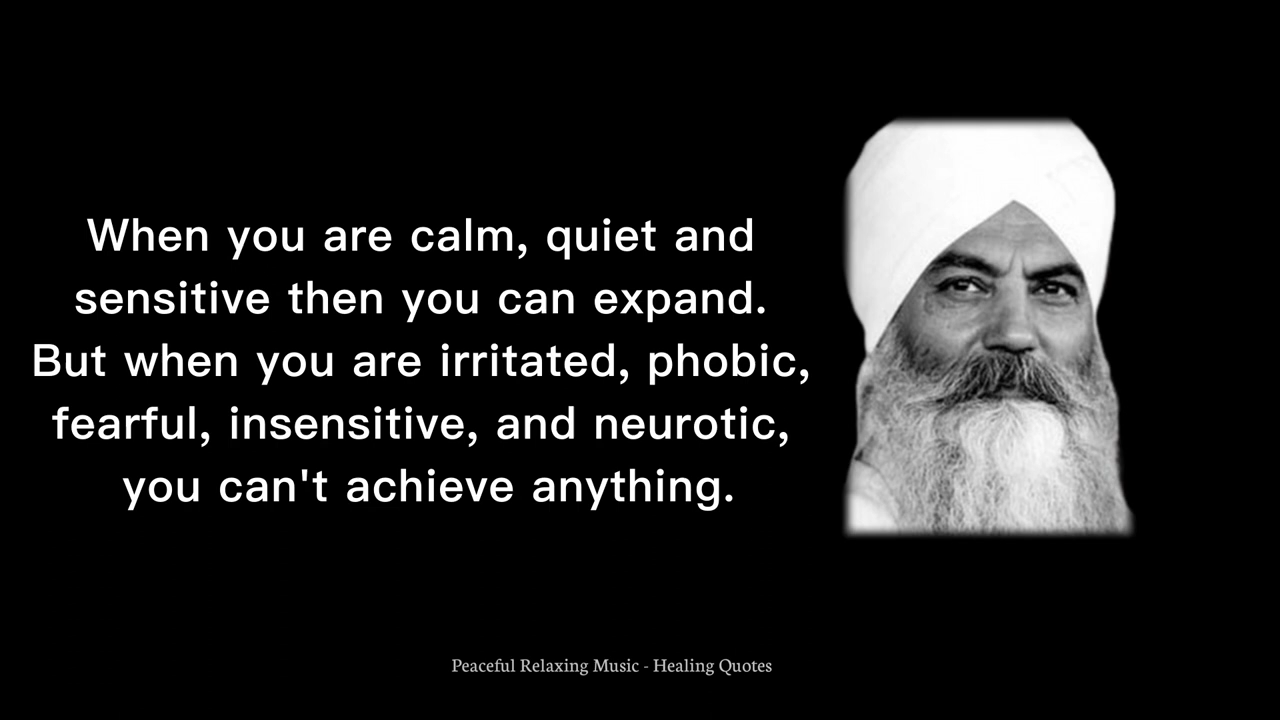 When you are calm, quiet and
sensitive then you can expand.
But when you are irritated, phobic,
fearful, insensitive, and neurotic,
you can't achieve anything.
Peaceful Relaxing Music - Healing Quotes